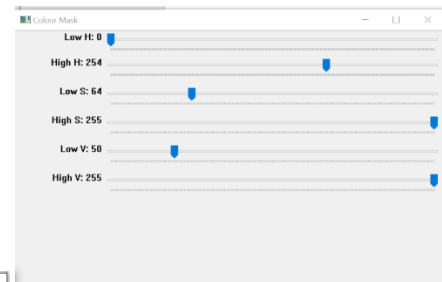 Colour Mask
Low H: 0
High H: 254
Low S: 64
High S: 255
Low V: 50
High V: 255